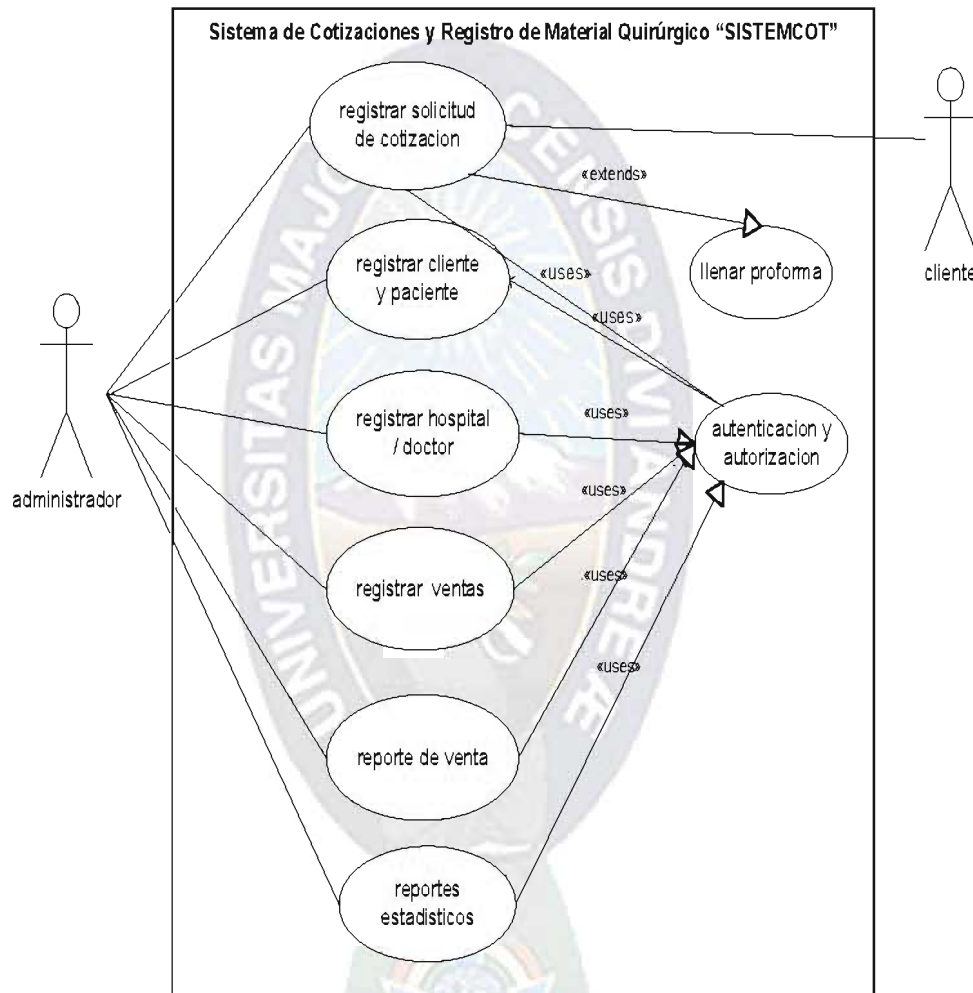 Sistema de Cotizaciones y Registro de Material Quirúrgico “SISTEMCOT”
registrar solicitud
de cotizacion
«extends»
llenar proforma
cliente
registrar cliente
y paciente
«uses»
«uses»
administrador
registrar hospital
/ doctor
«uses»
autenticacion y
autorizacion
«uses»
registrar ventas
«uses»
reporte de venta
«uses»
reportes
estadisticos